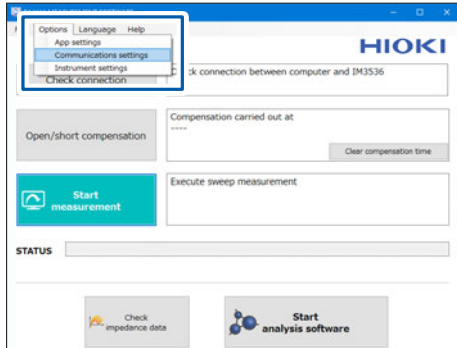 Options Language Help
App settings
Communications settings
Instrument settings
HIOKI
Check connection
connection between computer and IM3536
Open/short compensation
Compensation carried out at
----
Clear compensation time
Start
measurement
Execute sweep measurement
STATUS
Check
impedance data
Start
analysis software